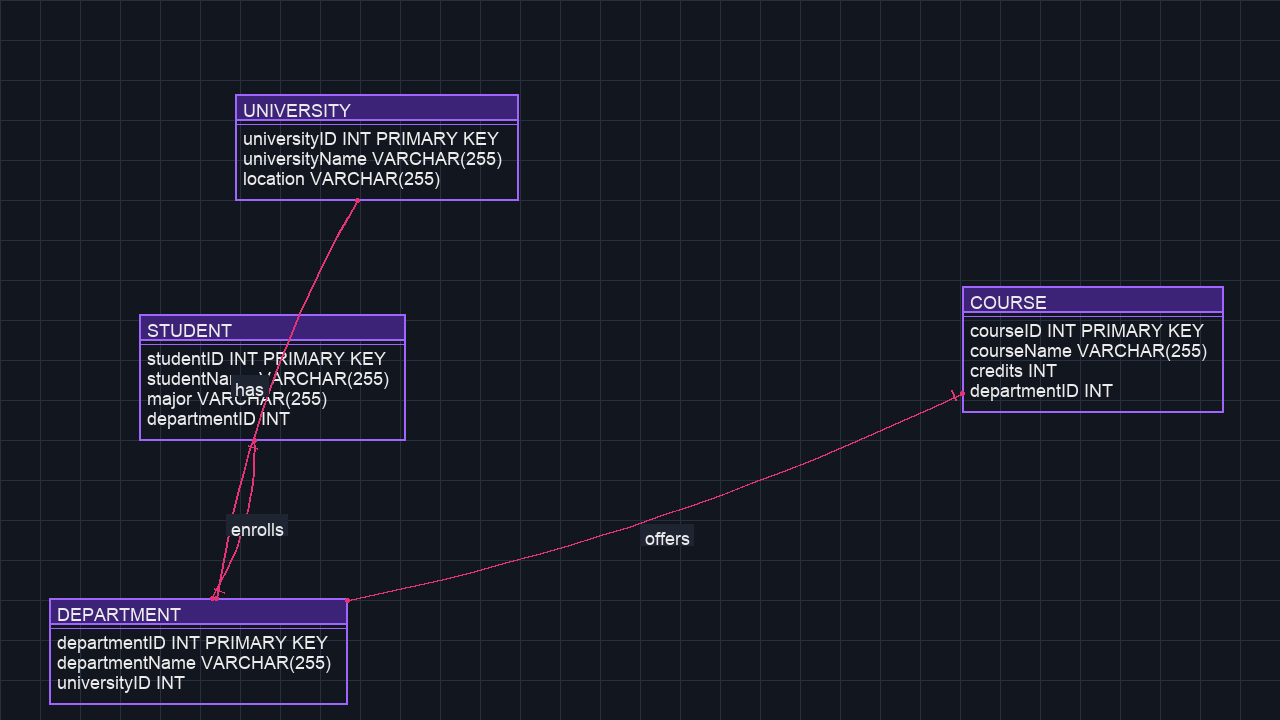 UNIVERSITY
universityID INT PRIMARY KEY
universityName VARCHAR(255)
location VARCHAR(255)
STUDENT
studentID INT PRIMARY KEY
VARCHAR(255)
major VARCHAR(255)
departmentID INT
has
COURSE
courseID INT PRIMARY KEY
courseName VARCHAR(255)
credits INT
departmentID INT
enrolls
offers
DEPARTMENT
departmentID INT PRIMARY KEY
departmentName VARCHAR(255)
universityID INT